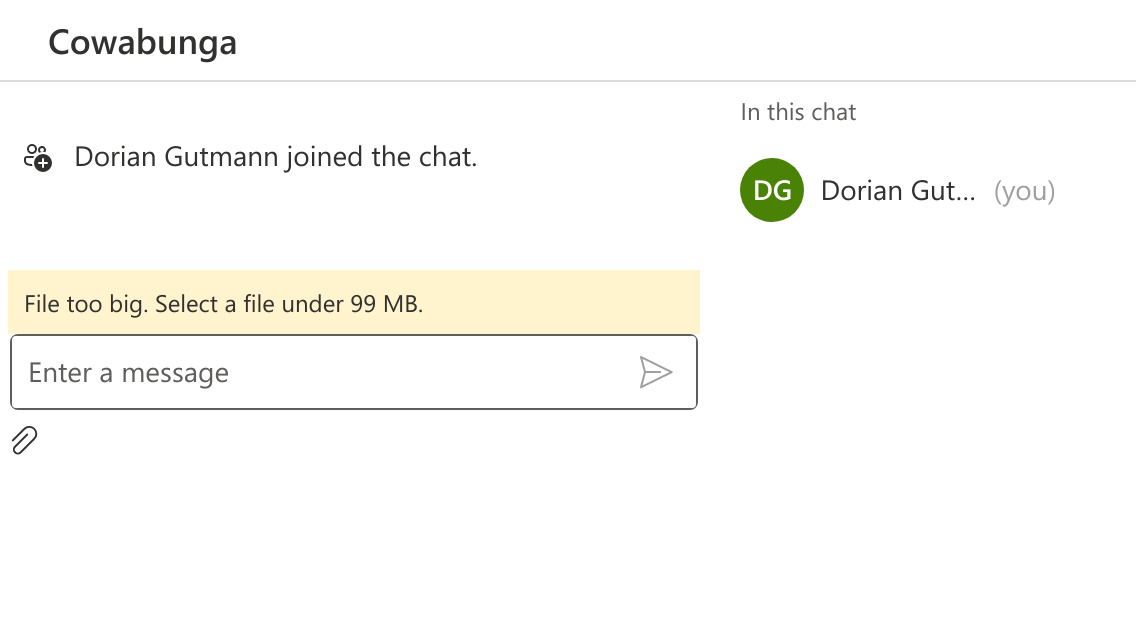 Cowabunga
In this chat
Dorian Gutmann joined the chat.
DG Dorian Gut... (you)
File too big. Select a file under 99 MB.
Enter a message